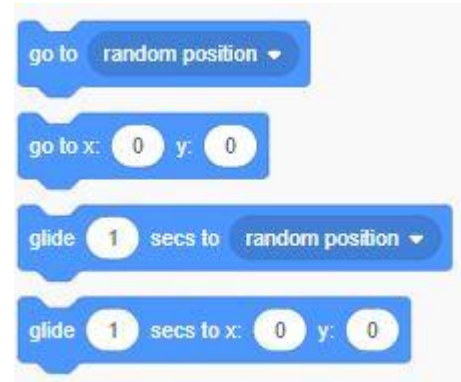 go to random position
go to x: 0 y: 0
glide 1 secs to random position
glide 1 secs to x: 0 y: 0